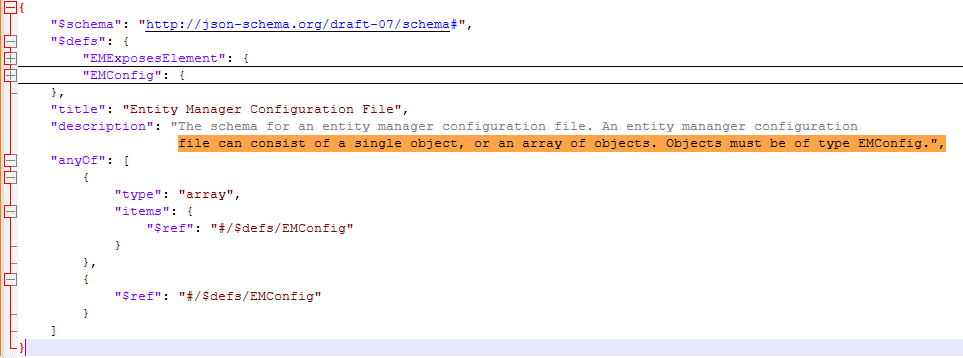 {
"$schema": "http://json-schema.org/draft-07/schema#",
"$defs": {
"EMExposesElement": {
"EMConfig": {
},
"title": "Entity Manager Configuration File",
"description": "The schema for an entity manager configuration file. An entity mananger configuration
file can consist of a single object, or an array of objects. Objects must be of type EMConfig.",
"anyOf": [
{
"type": "array",
"items": {
"$ref": "#/$defs/EMConfig"
}
},
{
"$ref": "#/$defs/EMConfig"
}
]
}